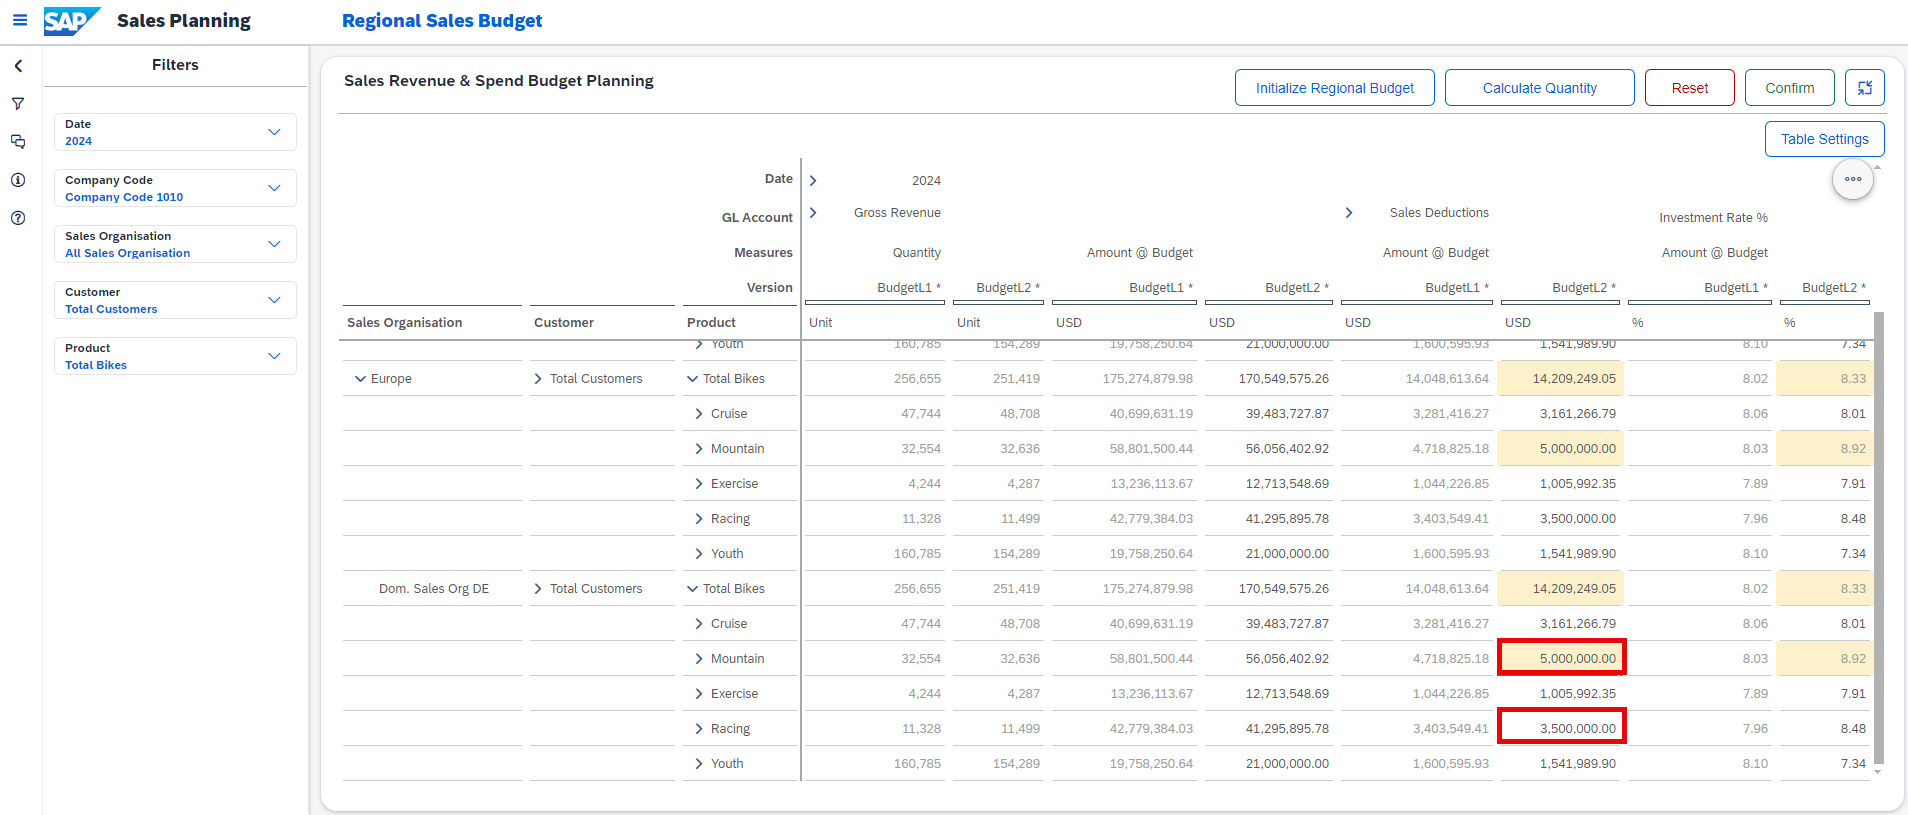 SAP Sales Planning Regional Sales Budget
Filters
Date
2024
Company Code
Company Code 1010
Sales Organisation
All Sales Organisation
Customer
Total Customers
Product
Total Bikes
Sales Revenue & Spend Budget Planning
Initialize Regional Budget Calculate Quantity Reset Confirm
Table Settings
Date 2024
GL Account Gross Revenue Sales Deductions Investment Rate %
Measures Quantity Amount @ Budget Amount @ Budget Amount @ Budget
Version BudgetL1 * BudgetL2 * BudgetL1 * BudgetL2 * BudgetL1 * BudgetL2 * BudgetL1 * BudgetL2 *
Sales Organisation Customer Product Unit Unit USD USD USD USD % %
Youth 160,785 154,289 19,758,250.64 21,000,000.00 1,600,595.93 1,541,989.90 8.10 7.34
Europe Total Customers Total Bikes 256,655 251,419 175,274,879.98 170,549,575.26 14,048,613.64 14,209,249.05 8.02 8.33
Cruise 47,744 48,708 40,699,631.19 39,483,727.87 3,281,416.27 3,161,266.79 8.06 8.01
Mountain 32,554 32,636 58,801,500.44 56,056,402.92 4,718,825.18 5,000,000.00 8.03 8.92
Exercise 4,244 4,287 13,236,113.67 12,713,548.69 1,044,226.85 1,005,992.35 7.89 7.91
Racing 11,328 11,499 42,779,384.03 41,295,895.78 3,403,549.41 3,500,000.00 7.96 8.48
Youth 160,785 154,289 19,758,250.64 21,000,000.00 1,600,595.93 1,541,989.90 8.10 7.34
Dom. Sales Org DE Total Customers Total Bikes 256,655 251,419 175,274,879.98 170,549,575.26 14,048,613.64 14,209,249.05 8.02 8.33
Cruise 47,744 48,708 40,699,631.19 39,483,727.87 3,281,416.27 3,161,266.79 8.06 8.01
Mountain 32,554 32,636 58,801,500.44 56,056,402.92 4,718,825.18 5,000,000.00 8.03 8.92
Exercise 4,244 4,287 13,236,113.67 12,713,548.69 1,044,226.85 1,005,992.35 7.89 7.91
Racing 11,328 11,499 42,779,384.03 41,295,895.78 3,403,549.41 3,500,000.00 7.96 8.48
Youth 160,785 154,289 19,758,250.64 21,000,000.00 1,600,595.93 1,541,989.90 8.10 7.34